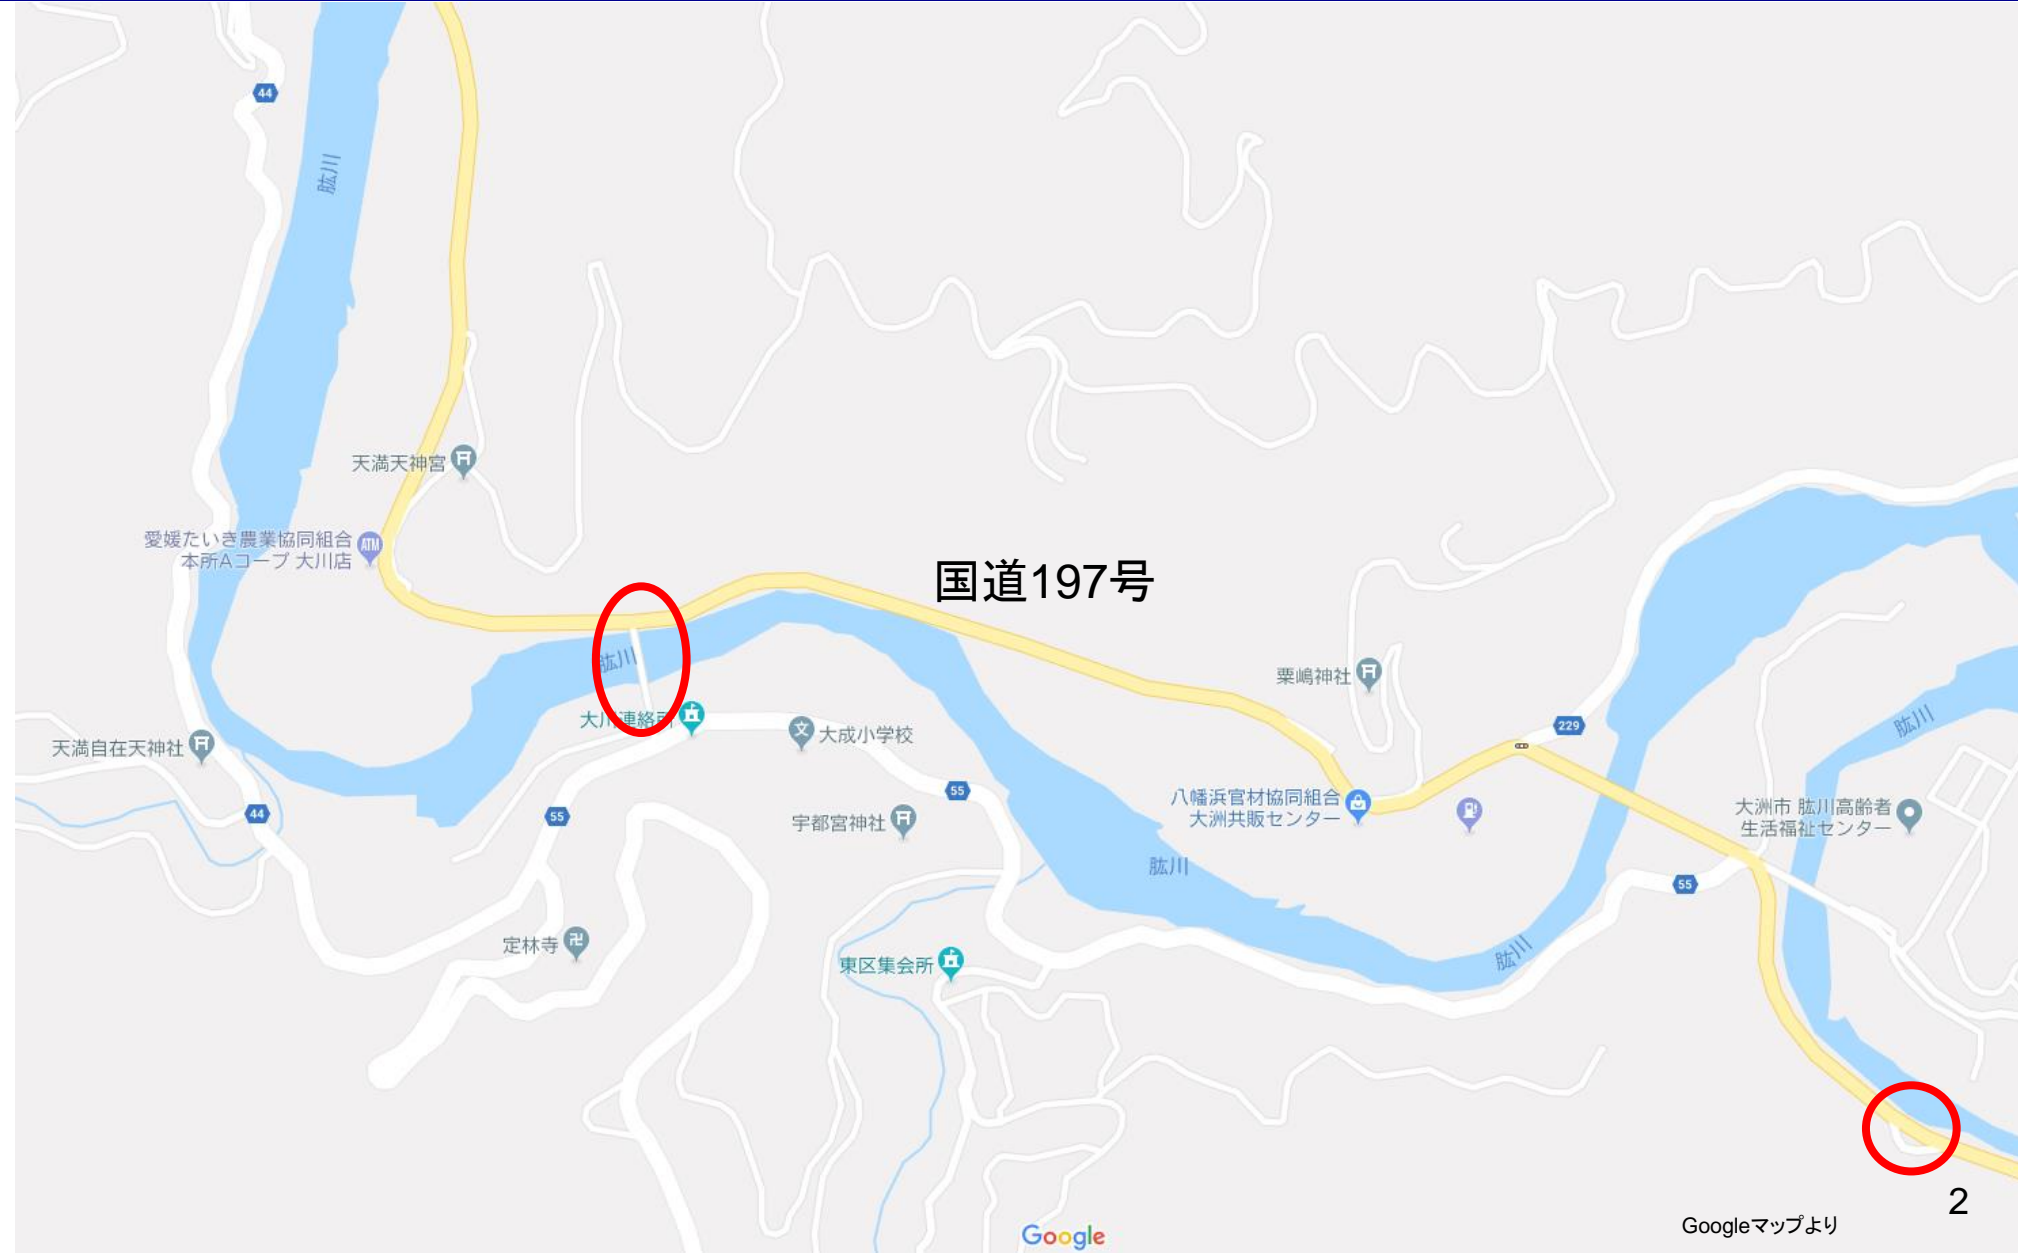 44
肱川
天満天神宮
愛媛たいき農業協同組合
本所Aコープ 大川店
ATM
国道197号
肱川
大川連絡所
文
大成小学校
粟嶋神社
229
肱川
天満自在天神社
44
55
55
宇都宮神社
八幡浜官材協同組合
大洲共販センター
大洲市 肱川高齢者
生活福祉センター
肱川
55
定林寺
卍
東区集会所
肱川
2
Googleマップより
Google